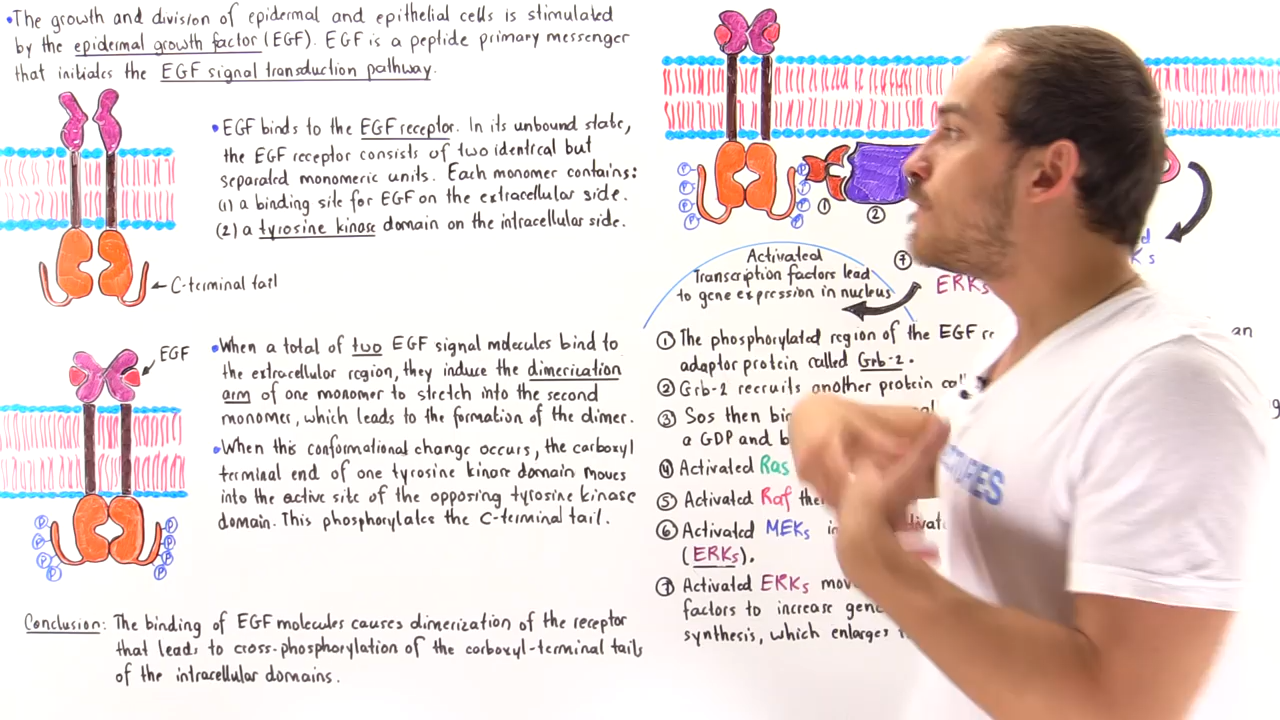 •The growth and division of epidermal and epithelial cells is stimulated
by the epidermal growth factor (EGF). EGF is a peptide primary messenger
that initiates the EGF signal transduction pathway.
•EGF binds to the EGF receptor. In its unbound state,
the EGF receptor consists of two identical but
separated monomeric units. Each monomer contains:
(1) a binding site for EGF on the extracellular side.
(2) a tyrosine kinase domain on the intracellular side.
C-terminal tail
EGF
•When a total of two EGF signal molecules bind to
the extracellular region, they induce the dimerization
arm of one monomer to stretch into the second
monomer, which leads to the formation of the dimer.
•When this conformational change occurs, the carboxyl
terminal end of one tyrosine kinase domain moves
into the active site of the opposing tyrosine kinase
domain. This phosphorylates the C-terminal tail.
P P
P P
P P
P P
Conclusion: The binding of EGF molecules causes dimerization of the receptor
that leads to cross-phosphorylation of the carboxyl-terminal tails
of the intracellular domains.
P P
P P
P P
P P
① ②
⑦
ERKs
Activated
Transcription factors lead
to gene expression in nucleus
① The phosphorylated region of the EGF an
adaptor protein called Grb-2.
② Grb-2 recruits another protein
③ Sos then
a GDP and
④ Activated Ras
⑤ Activated Raf
⑥ Activated MEKs
(ERKs).
⑦ Activated ERKs
factors to increase
synthesis, which enlarges